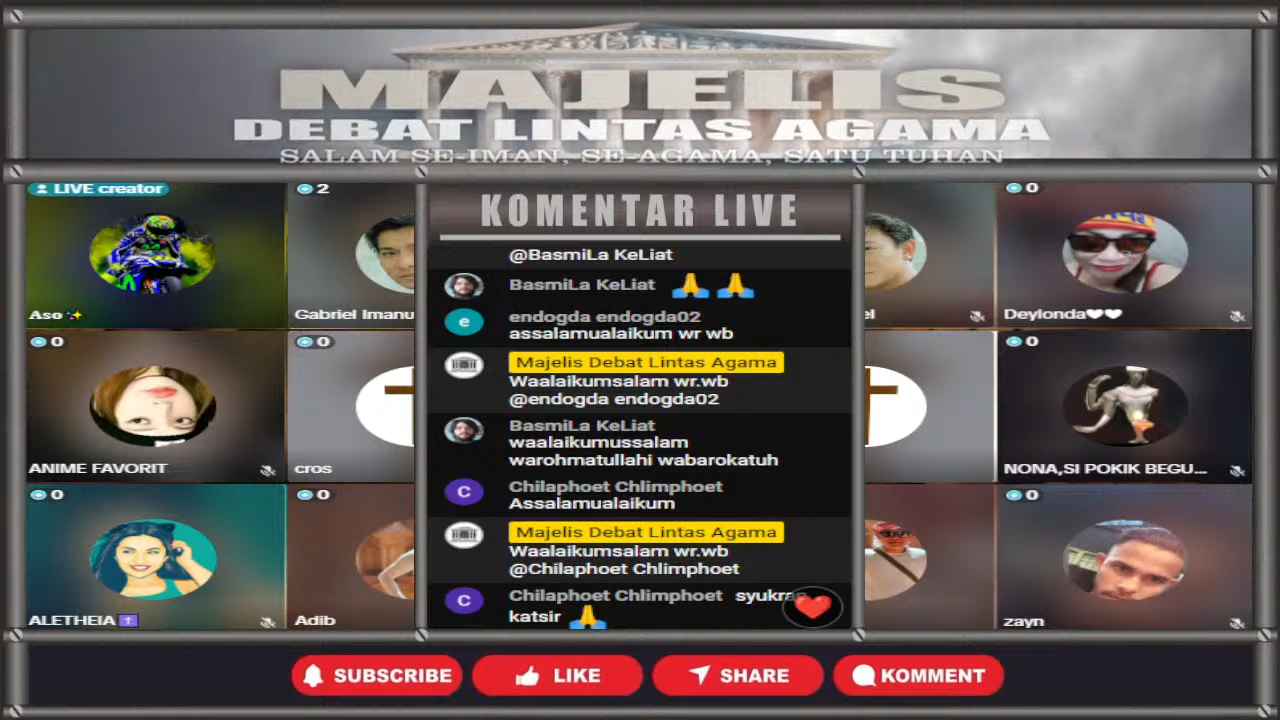 MAJELIS
DEBAT LINTAS AGAMA
SALAM SE-IMAN, SE-AGAMA, SATU TUHAN
LIVE creator
2
KOMENTAR LIVE
0
@BasmiLa KeLiat
BasmiLa KeLiat
endogda endogda02
assalamualaikum wr wb
Aso
Gabriel Imanu
el
Deylonda
0
0
0
Majelis Debat Lintas Agama
Waalaikumsalam wr.wb
@endogda endogda02
BasmiLa KeLiat
waalaikumussalam
warohmatullahi wabarokatuh
ANIME FAVORIT
cros
NONA,SI POKIK BEGU...
0
0
0
C
Chilaphoet Chlimphoet
Assalamualaikum
Majelis Debat Lintas Agama
Waalaikumsalam wr.wb
@Chilaphoet Chlimphoet
C
Chilaphoet Chlimphoet syukran
katsir
e
ALETHEIA
Adib
zayn
SUBSCRIBE
LIKE
SHARE
KOMMENT